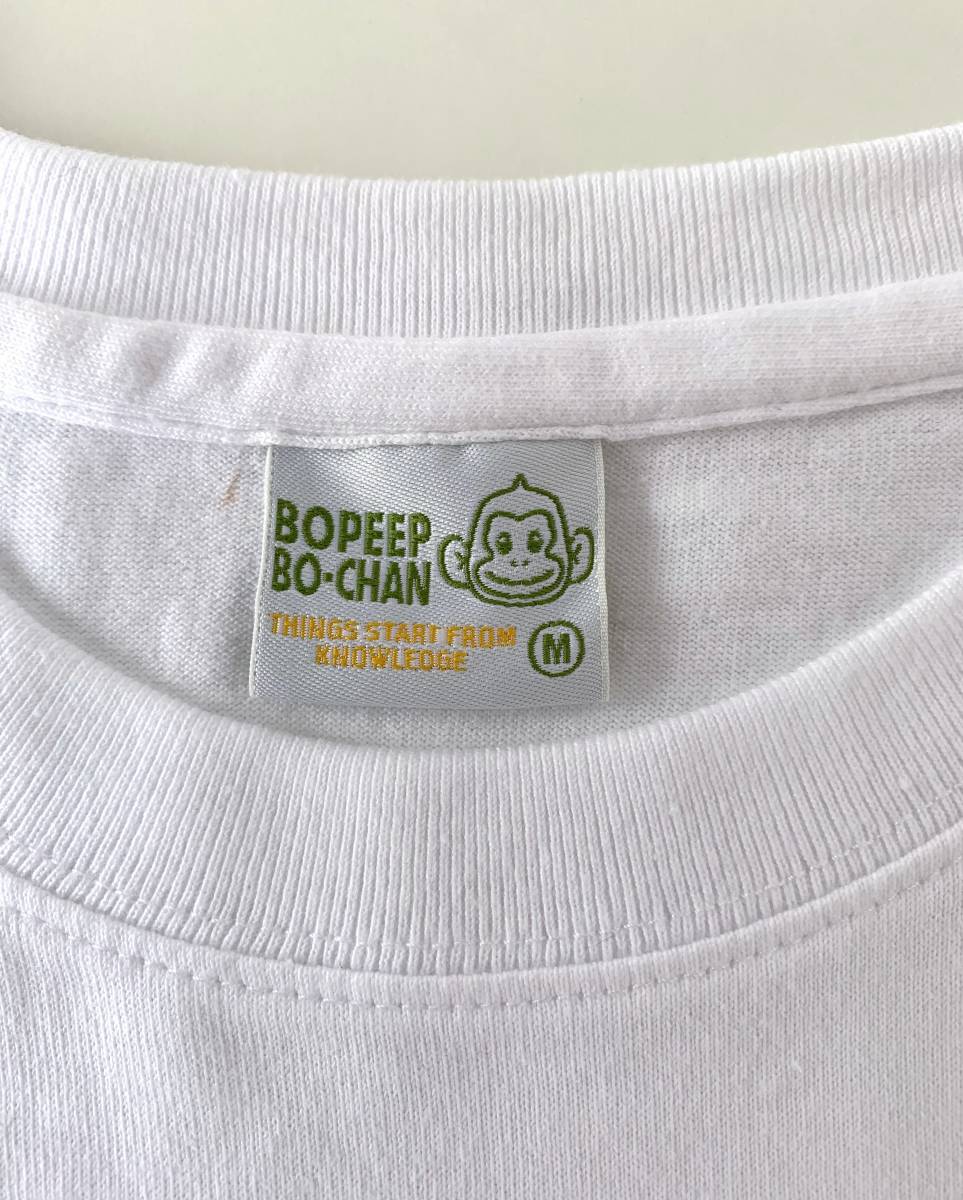 BOPEEP
BO-CHAN
THINGS START FROM
KNOWLEDGE
M